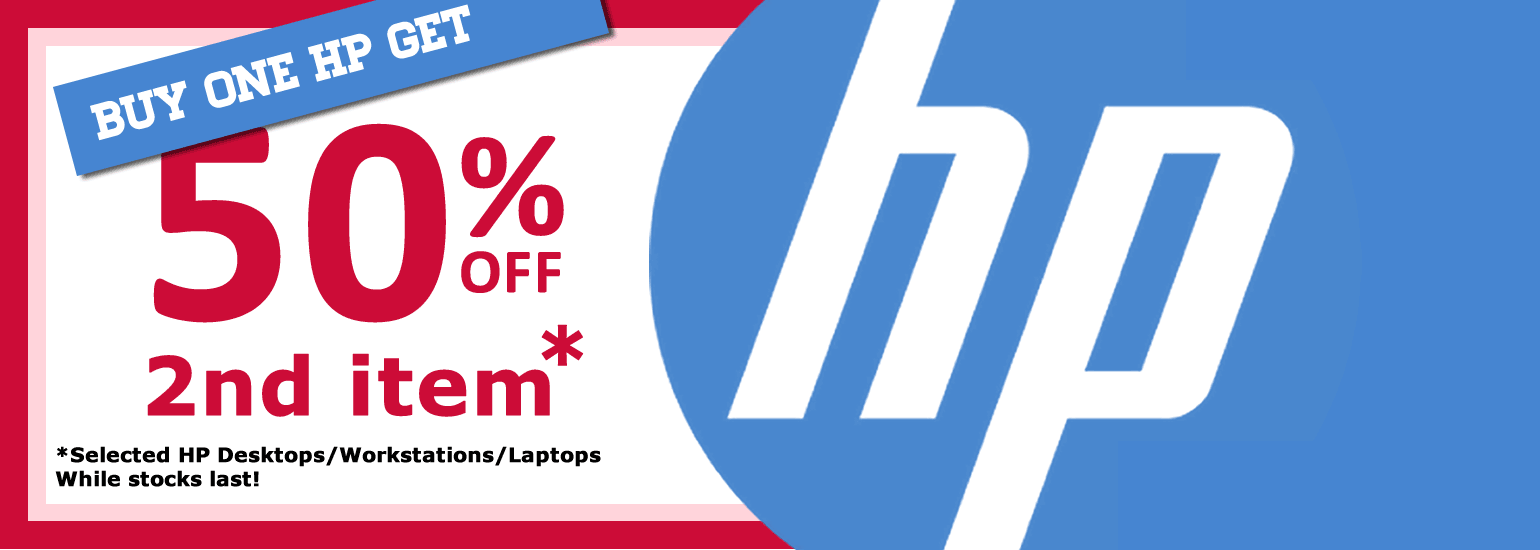 BUY ONE HP GET
50%
OFF
2nd item*
*Selected HP Desktops/Workstations/Laptops
While stocks last!
hp